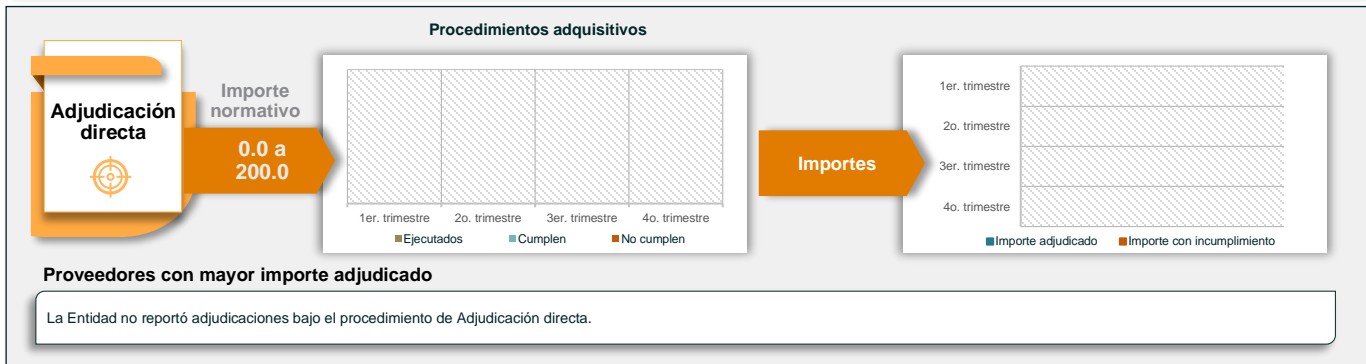 Procedimientos adquisitivos
Adjudicación
directa
Importe
normativo
0.0 a
200.0
1er. trimestre
2o. trimestre
3er. trimestre
4o. trimestre
Ejecutados
Cumplen
No cumplen
Importes
1er. trimestre
2o. trimestre
3er. trimestre
4o. trimestre
Importe adjudicado
Importe con incumplimiento
Proveedores con mayor importe adjudicado
La Entidad no reportó adjudicaciones bajo el procedimiento de Adjudicación directa.